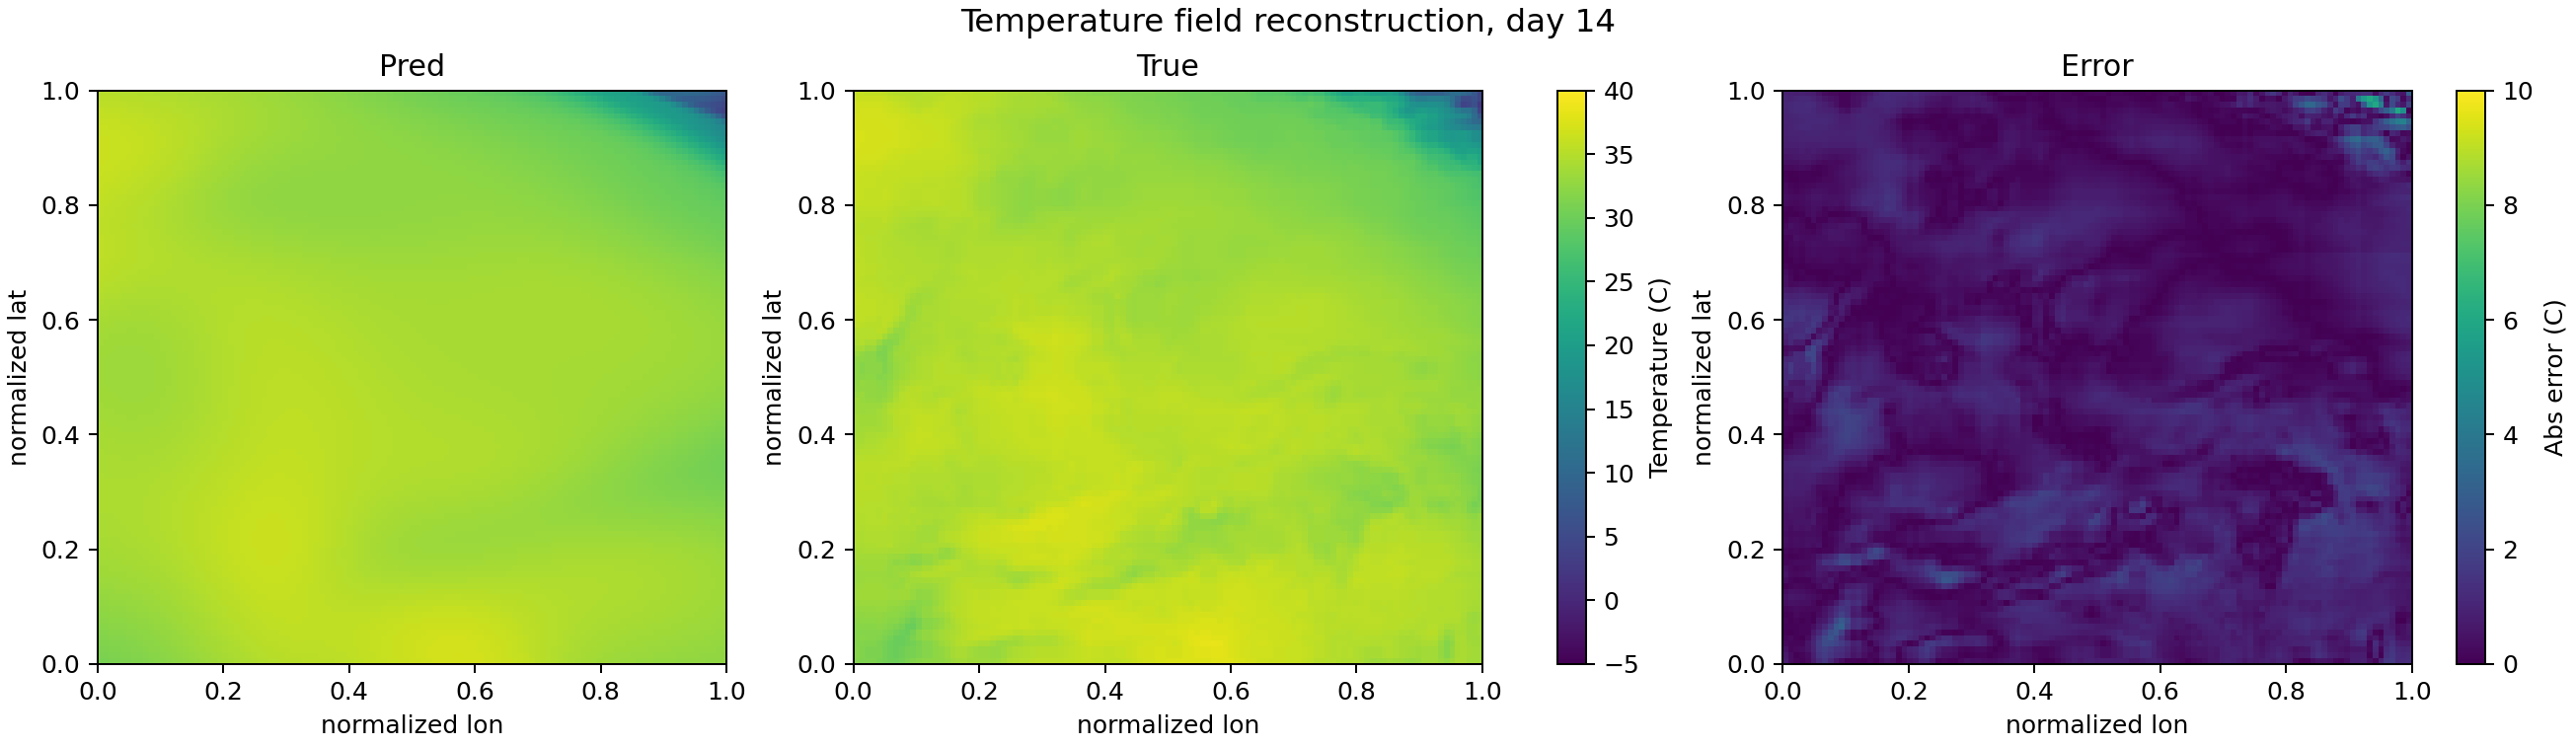 Temperature field reconstruction, day 14
Pred
1.0
0.8
0.6
0.4
0.2
0.0
normalized lat
0.0 0.2 0.4 0.6 0.8 1.0
normalized lon
True
1.0
0.8
0.6
0.4
0.2
0.0
normalized lat
0.0 0.2 0.4 0.6 0.8 1.0
normalized lon
40
35
30
25
20
15
10
5
0
−5
Temperature (C)
Error
1.0
0.8
0.6
0.4
0.2
0.0
normalized lat
0.0 0.2 0.4 0.6 0.8 1.0
normalized lon
10
8
6
4
2
0
Abs error (C)